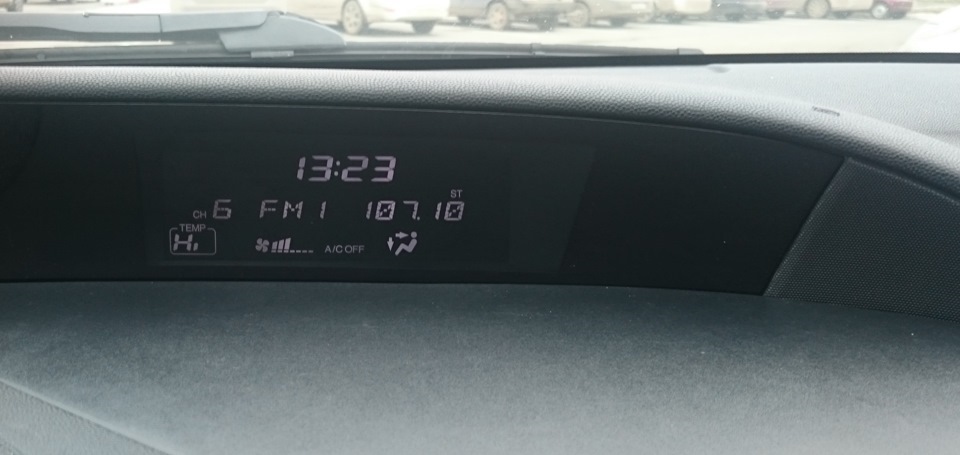 13:23
ST
CH 6 FM1 107.10
TEMP
Hi A/C OFF